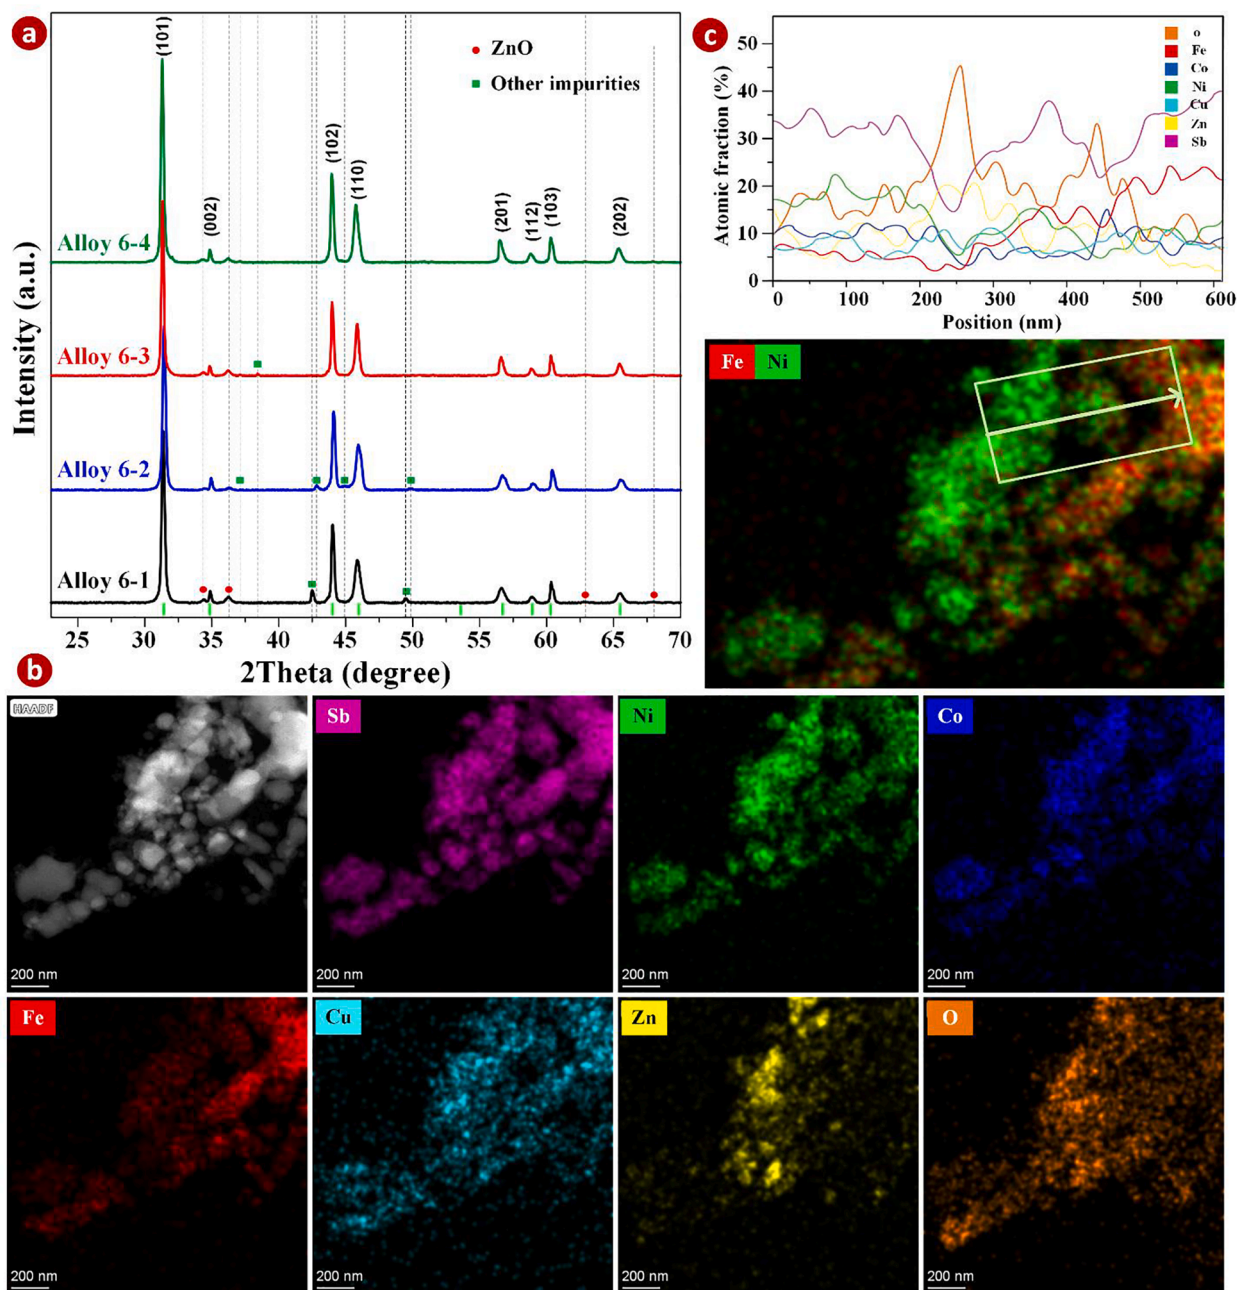 a
(101)
ZnO
Other impurities
(102)
(110)
(002)
(201)
(112)
(103)
(202)
Alloy 6-4
Alloy 6-3
Alloy 6-2
Alloy 6-1
Intensity (a.u.)
25 30 35 40 45 50 55 60 65 70
2Theta (degree)
c
50
40
30
20
10
0
Atomic fraction (%)
o
Fe
Co
Ni
Cu
Zn
Sb
0 100 200 300 400 500 600
Position (nm)
Fe Ni
b
HAADF
200 nm
Sb
200 nm
Ni
200 nm
Co
200 nm
Fe
200 nm
Cu
200 nm
Zn
200 nm
O
200 nm